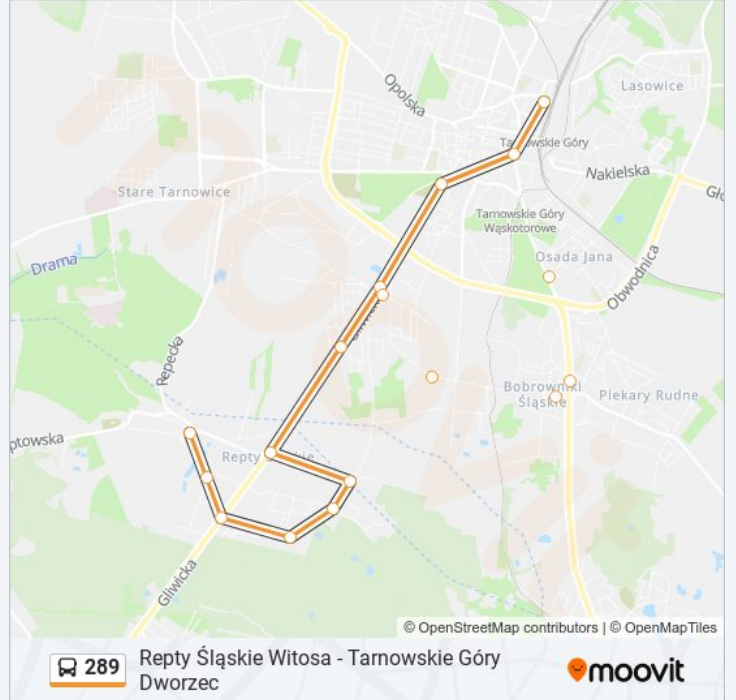 Opolska
Lasowice
Tarnowskie Góry
Nakielska
Stare Tarnowice
Tarnowskie Góry
Wąskotorowe
Osada Jana
Drama
Obwodnica
Repecka
Bobrowniki
Śląskie
Piekary Rudne
ptowska
Repty
Gliwicka
© OpenStreetMap contributors | © OpenMapTiles
289
Repty Śląskie Witosa - Tarnowskie Góry
Dworzec
moovit